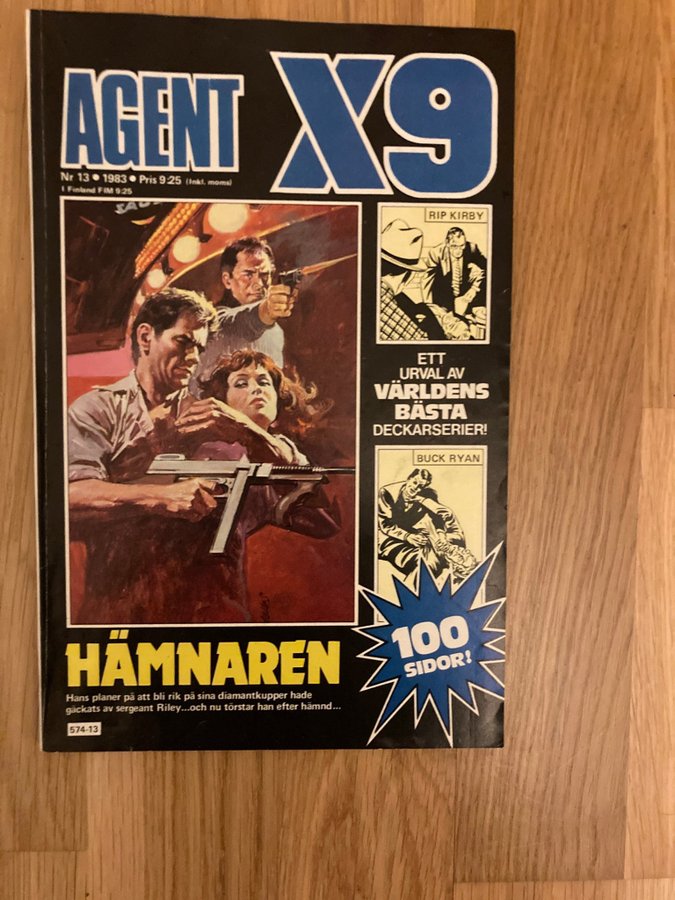 AGENT X9
Nr 13 • 1983 • Pris 9:25 (Inkl. moms)
I Finland FIM 9:25
RIP KIRBY
ETT
URVAL AV
VÄRLDENS
BÄSTA
DECKARSERIER!
BUCK RYAN
100
SIDOR!
HÄMNAREN
Hans planer på att bli rik på sina diamantkupper hade
gäckats av sergeant Riley...och nu törstar han efter hämnd...
574-13